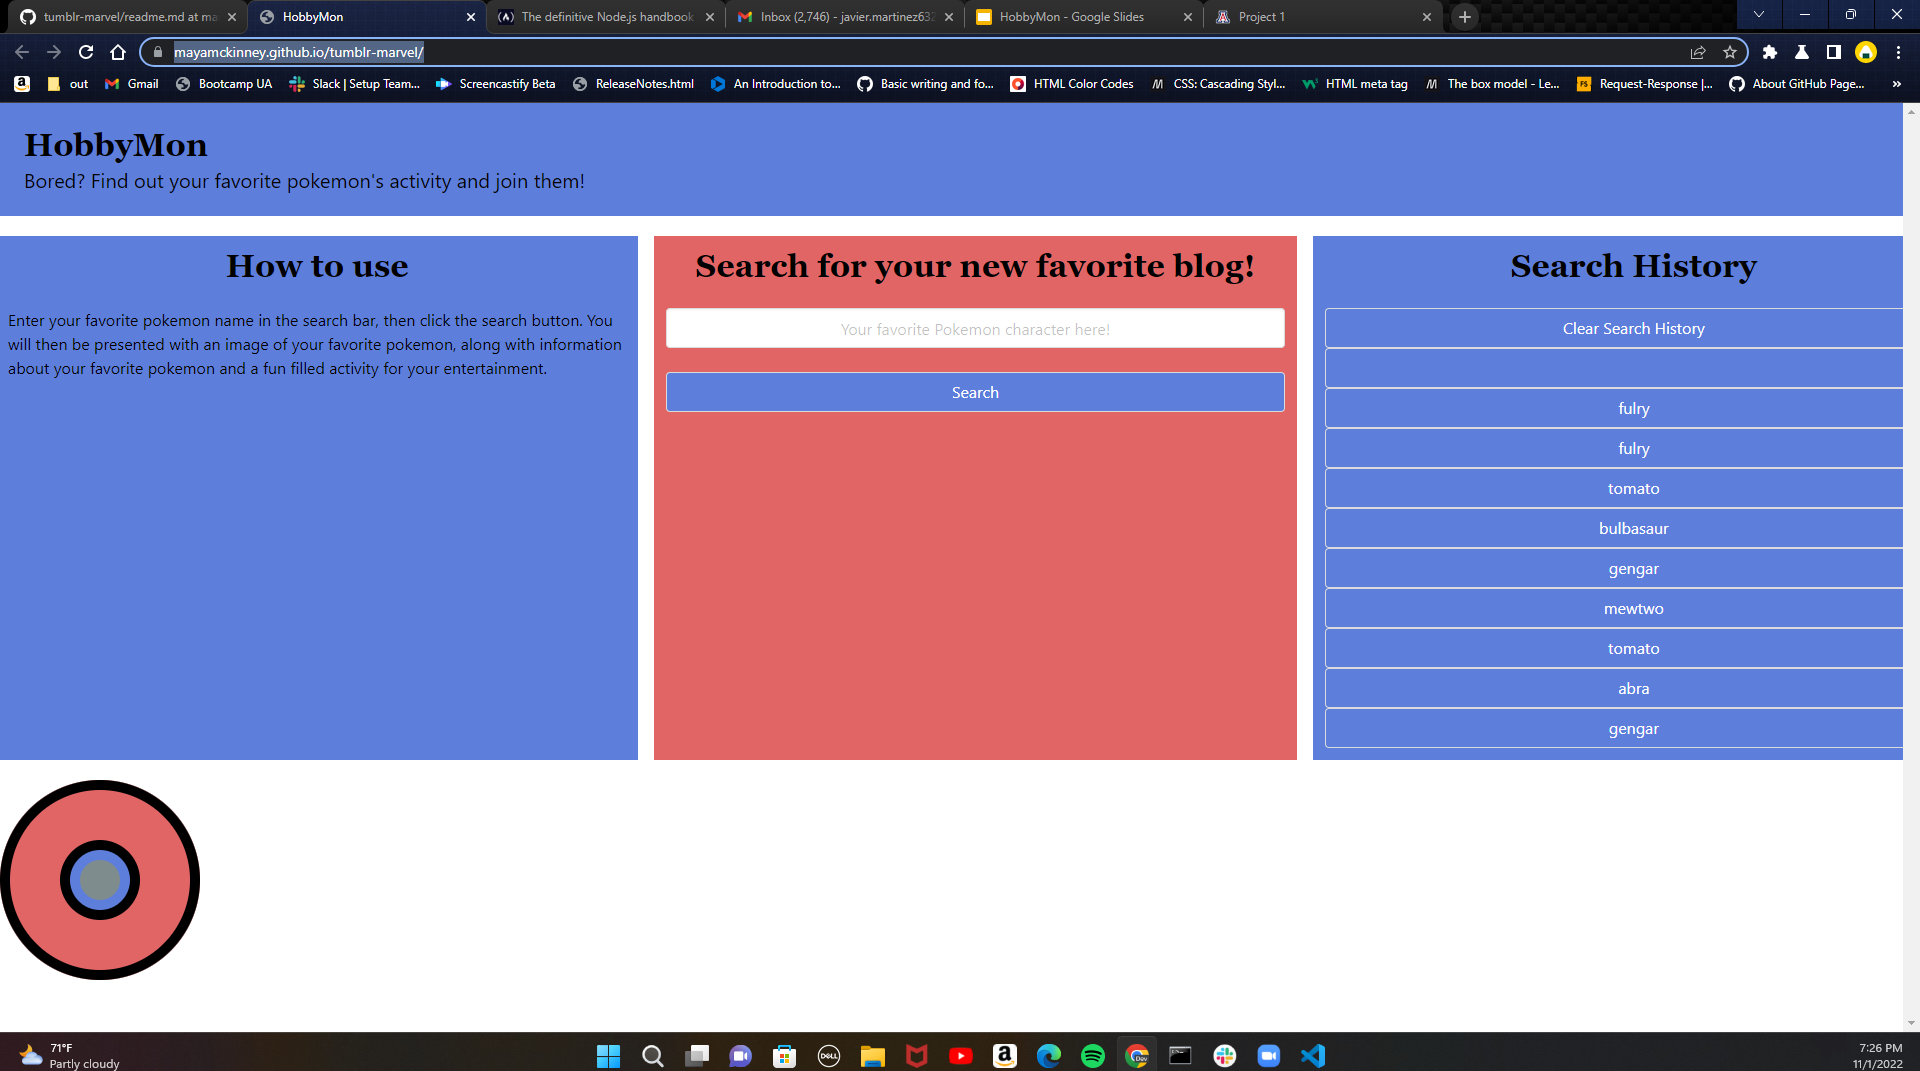 tumblr-marvel/readme.md at ma
HobbyMon
The definitive Node.js handbook
Inbox (2,746) - javier.martinez632
HobbyMon - Google Slides
Project 1
mayamckinney.github.io/tumblr-marvel/
out
Gmail
Bootcamp UA
Slack | Setup Team...
Screencastify Beta
ReleaseNotes.html
An Introduction to...
Basic writing and fo...
HTML Color Codes
CSS: Cascading Styl...
HTML meta tag
The box model - Le...
Request-Response |...
About GitHub Page...
»
HobbyMon
Bored? Find out your favorite pokemon's activity and join them!
How to use
Enter your favorite pokemon name in the search bar, then click the search button. You
will then be presented with an image of your favorite pokemon, along with information
about your favorite pokemon and a fun filled activity for your entertainment.
Search for your new favorite blog!
Your favorite Pokemon character here!
Search
Search History
Clear Search History
fulry
fulry
tomato
bulbasaur
gengar
mewtwo
tomato
abra
gengar
71°F
Partly cloudy
DELL
Dev
7:26 PM
11/1/2022